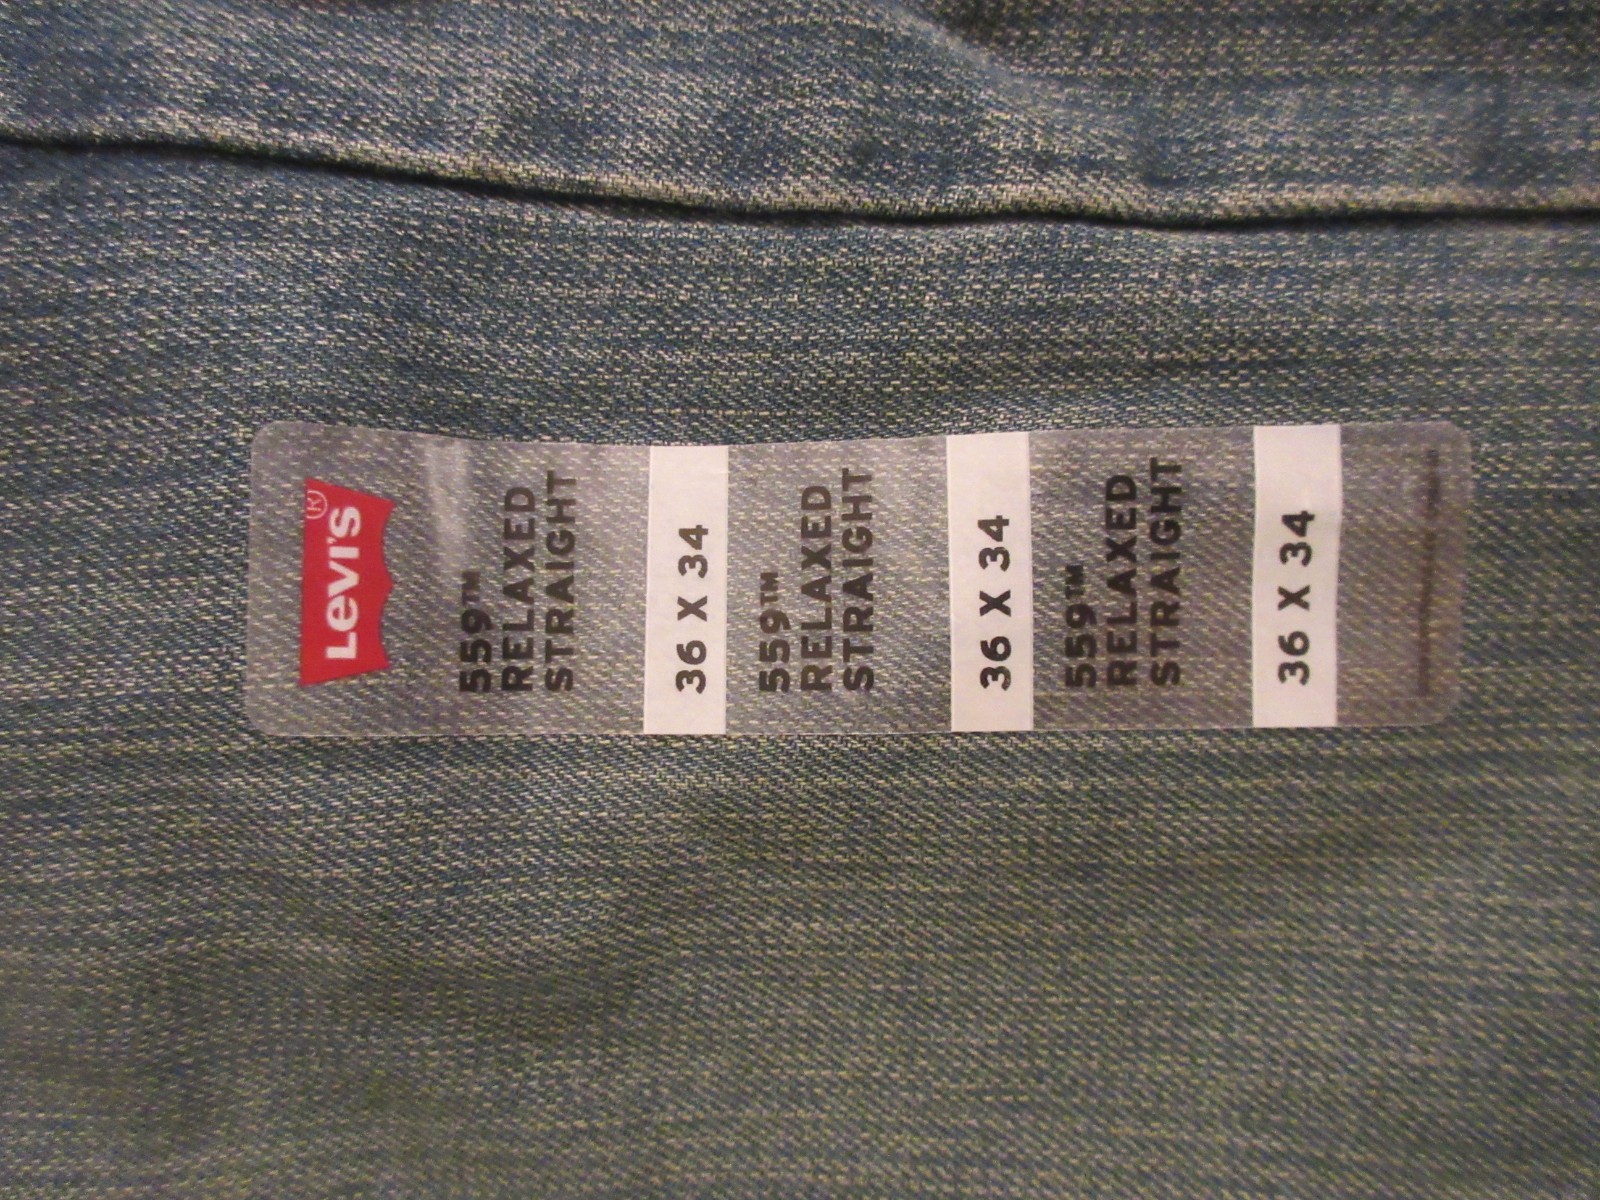 Levi's®
559™
RELAXED
STRAIGHT
36 X 34
559™
RELAXED
STRAIGHT
36 X 34
559™
RELAXED
STRAIGHT
36 X 34